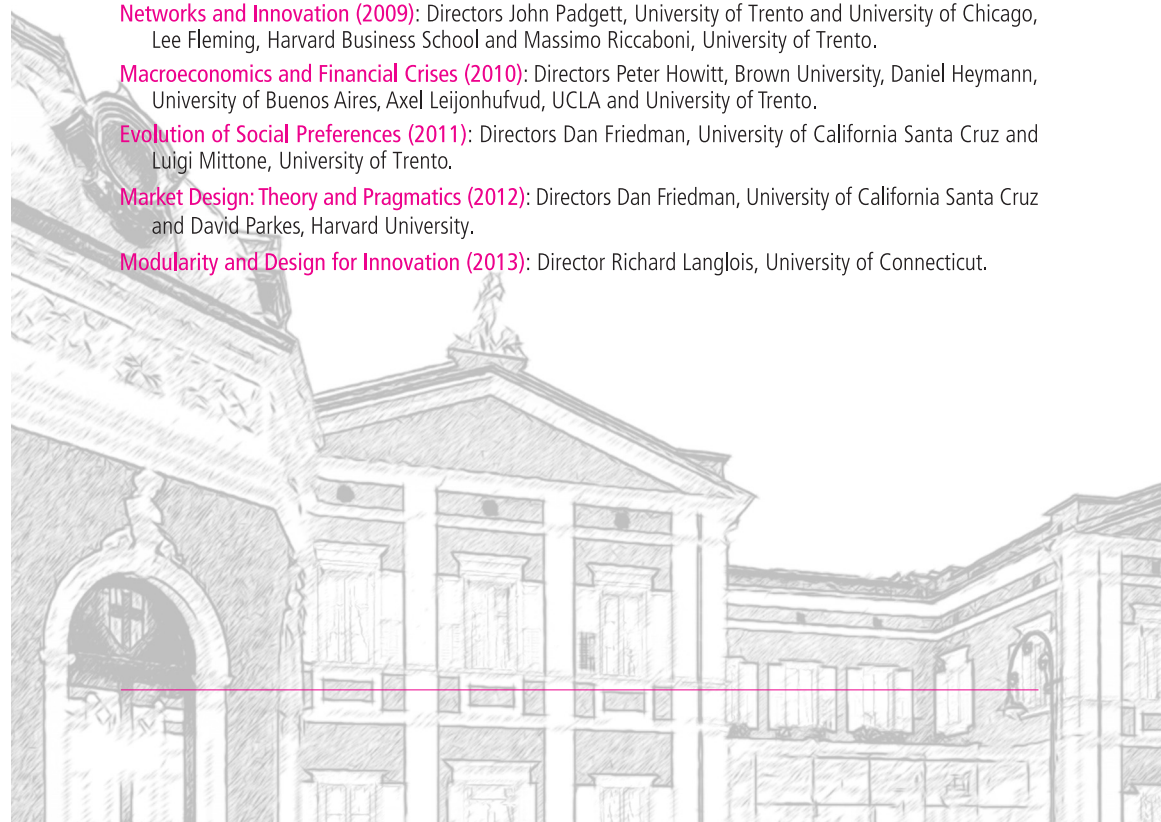 Networks and Innovation (2009): Directors John Padgett, University of Trento and University of Chicago,
Lee Fleming, Harvard Business School and Massimo Riccaboni, University of Trento.
Macroeconomics and Financial Crises (2010): Directors Peter Howitt, Brown University, Daniel Heymann,
University of Buenos Aires, Axel Leijonhufvud, UCLA and University of Trento.
Evolution of Social Preferences (2011): Directors Dan Friedman, University of California Santa Cruz and
Luigi Mittone, University of Trento.
Market Design: Theory and Pragmatics (2012): Directors Dan Friedman, University of California Santa Cruz
and David Parkes, Harvard University.
Modularity and Design for Innovation (2013): Director Richard Langlois, University of Connecticut.